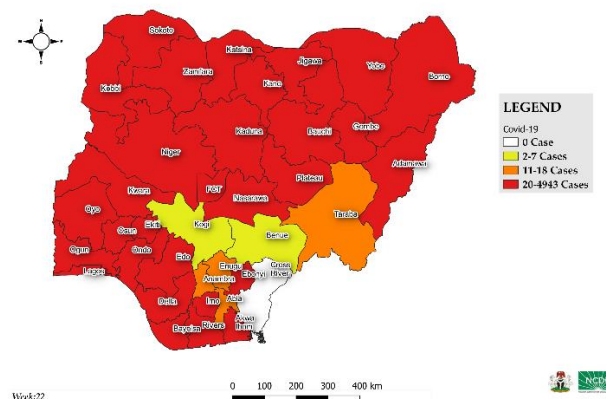 Sokoto
Katsina
Jigawa
Yobe
Borno
Zamfara
Kano
Kebbi
Gombe
Kaduna
Bauchi
Niger
Adamawa
Plateau
Kwara
FCT
Nasarawa
Taraba
Oyo
Kogi
Osun
Ekiti
Benue
Ogun
Ondo
Edo
Enugu
Cross
River
Lagos
Anambra
Ebonyi
Delta
Imo
Abia
Akwa
Ibom
Bayelsa
Rivers
LEGEND
Covid-19
0 Case
2-7 Cases
11-18 Cases
20-4943 Cases
Week:22
0 100 200 300 400 km
NCDC